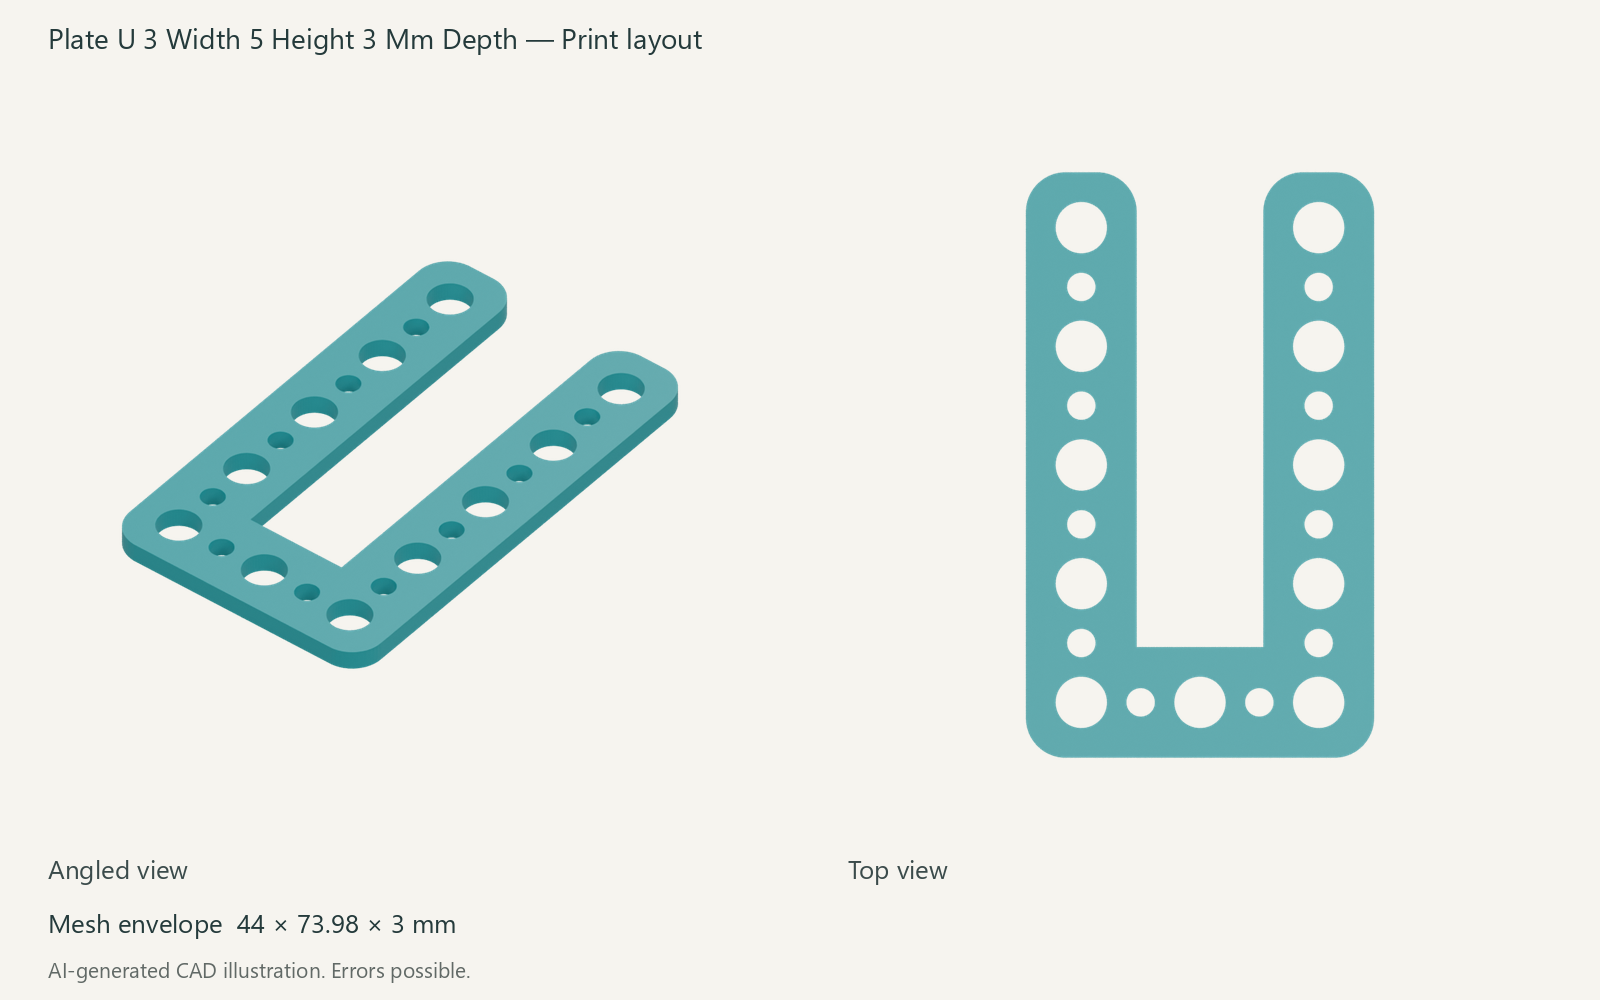 Plate U 3 Width 5 Height 3 Mm Depth — Print layout
Angled view
Top view
Mesh envelope 44 × 73.98 × 3 mm
AI-generated CAD illustration. Errors possible.